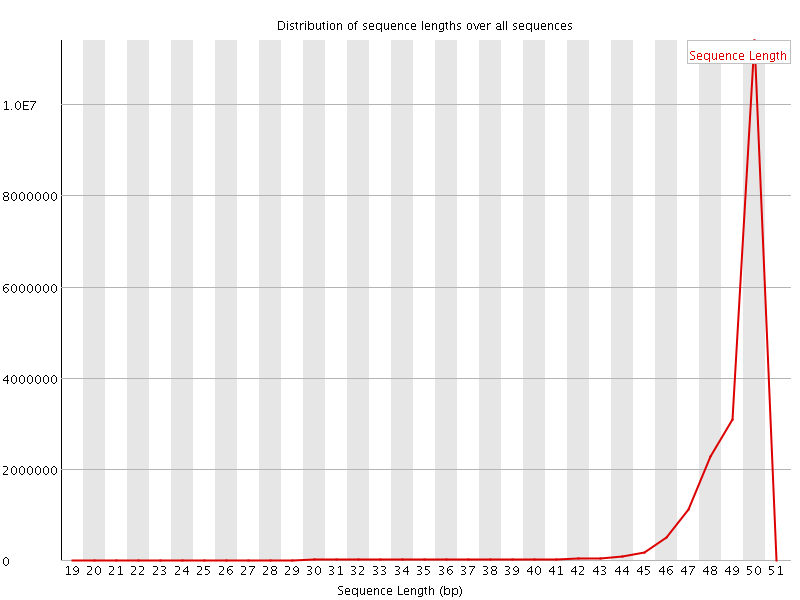 Distribution of sequence lengths over all sequences
Sequence Length
1.0E7
8000000
6000000
4000000
2000000
0
19 20 21 22 23 24 25 26 27 28 29 30 31 32 33 34 35 36 37 38 39 40 41 42 43 44 45 46 47 48 49 50 51
Sequence Length (bp)